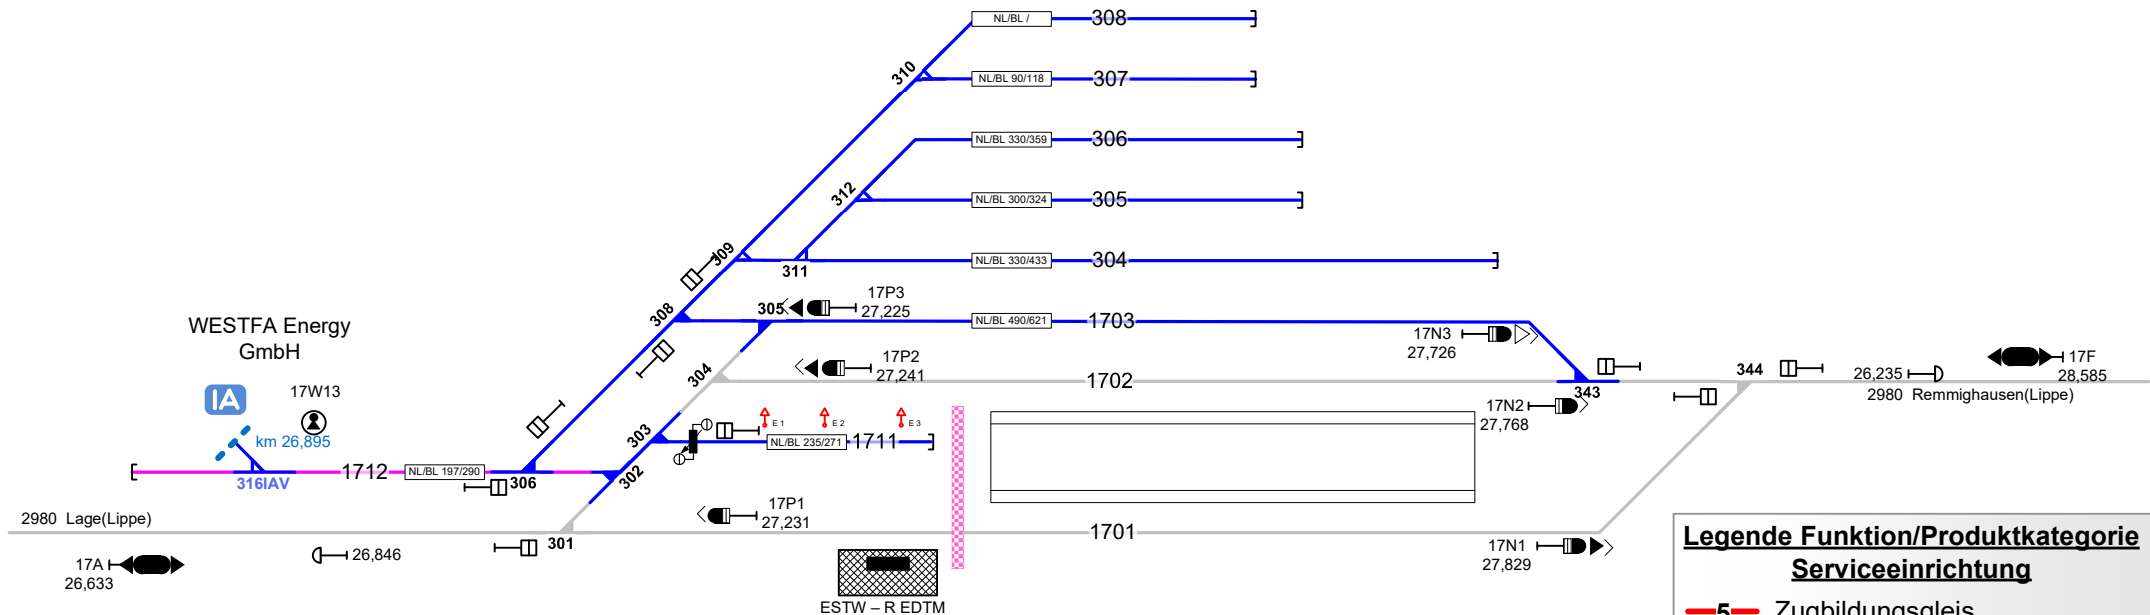 NL/BL / 308
310
NL/BL 90/118 307
NL/BL 330/359 306
312
NL/BL 300/324 305
309
311
NL/BL 330/433 304
308
305
17P3
27,225
NL/BL 490/621 1703
17N3
27,726
WESTFA Energy
GmbH
304
17P2
27,241
1702
343
344
26,235
17F
28,585
2980 Remmighausen(Lippe)
IA
17W13
km 26,895
303
E 1
E 2
E 3
NL/BL 235/271 1711
17N2
27,768
316IAV
1712
NL/BL 197/290
306
302
2980 Lage(Lippe)
17P1
27,231
1701
301
17A
26,633
26,846
17N1
27,829
ESTW – R EDTM
Legende Funktion/Produktkategorie
Serviceeinrichtung
5 Zugbildungsgleis